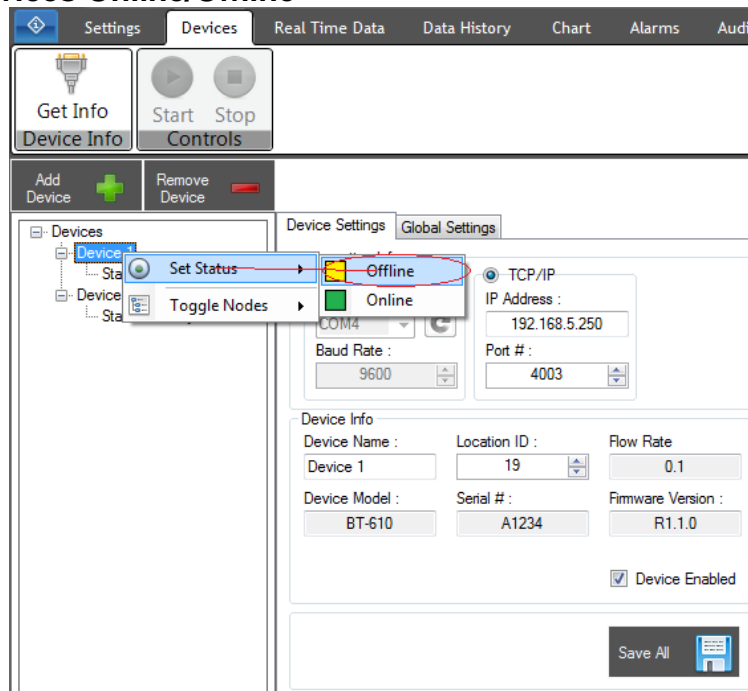 Settings Devices Real Time Data Data History Chart Alarms
Get Info Start Stop
Device Info Controls
Add Device Remove Device
Devices
Device 1
Device
Set Status
Toggle Nodes
Offline
Online
Device Settings Global Settings
TCP/IP
IP Address :
COM4 192.168.5.250
Baud Rate : Port # :
9600 4003
Device Info
Device Name : Location ID : Flow Rate
Device 1 19 0.1
Device Model : Serial # : Firmware Version :
BT-610 A1234 R1.1.0
Device Enabled
Save All